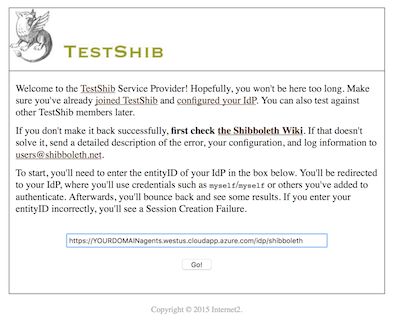 TestShib
Welcome to the TestShib Service Provider! Hopefully, you won't be here too long. Make
sure you've already joined TestShib and configured your IdP. You can also test against
other TestShib members later.
If you don't make it back successfully, first check the Shibboleth Wiki. If that doesn't
solve it, send a detailed description of the error, your configuration, and log information to
users@shibboleth.net.
To start, you'll need to enter the entityID of your IdP in the box below. You'll be redirected
to your IdP, where you'll use credentials such as myself/myself or others you've added to
authenticate. Afterwards, you'll bounce back and see some results. If you enter your
entityID incorrectly, you'll see a Session Creation Failure.
https://YOURDOMAINagents.westus.cloudapp.azure.com/idp/shibboleth
Go!
Copyright © 2015 Internet2.